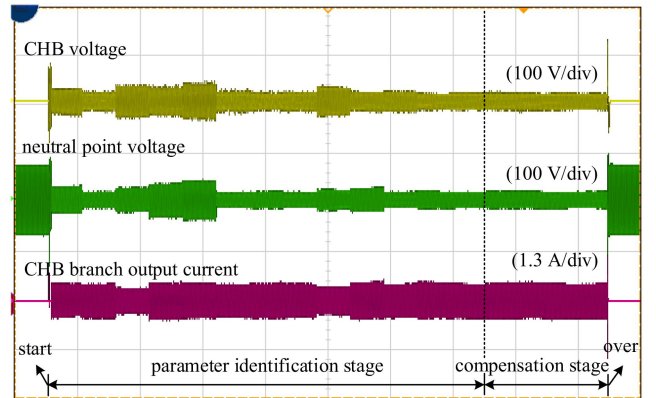 CHB voltage
(100 V/div)
neutral point voltage
(100 V/div)
CHB branch output current
(1.3 A/div)
start
parameter identification stage
compensation stage
over